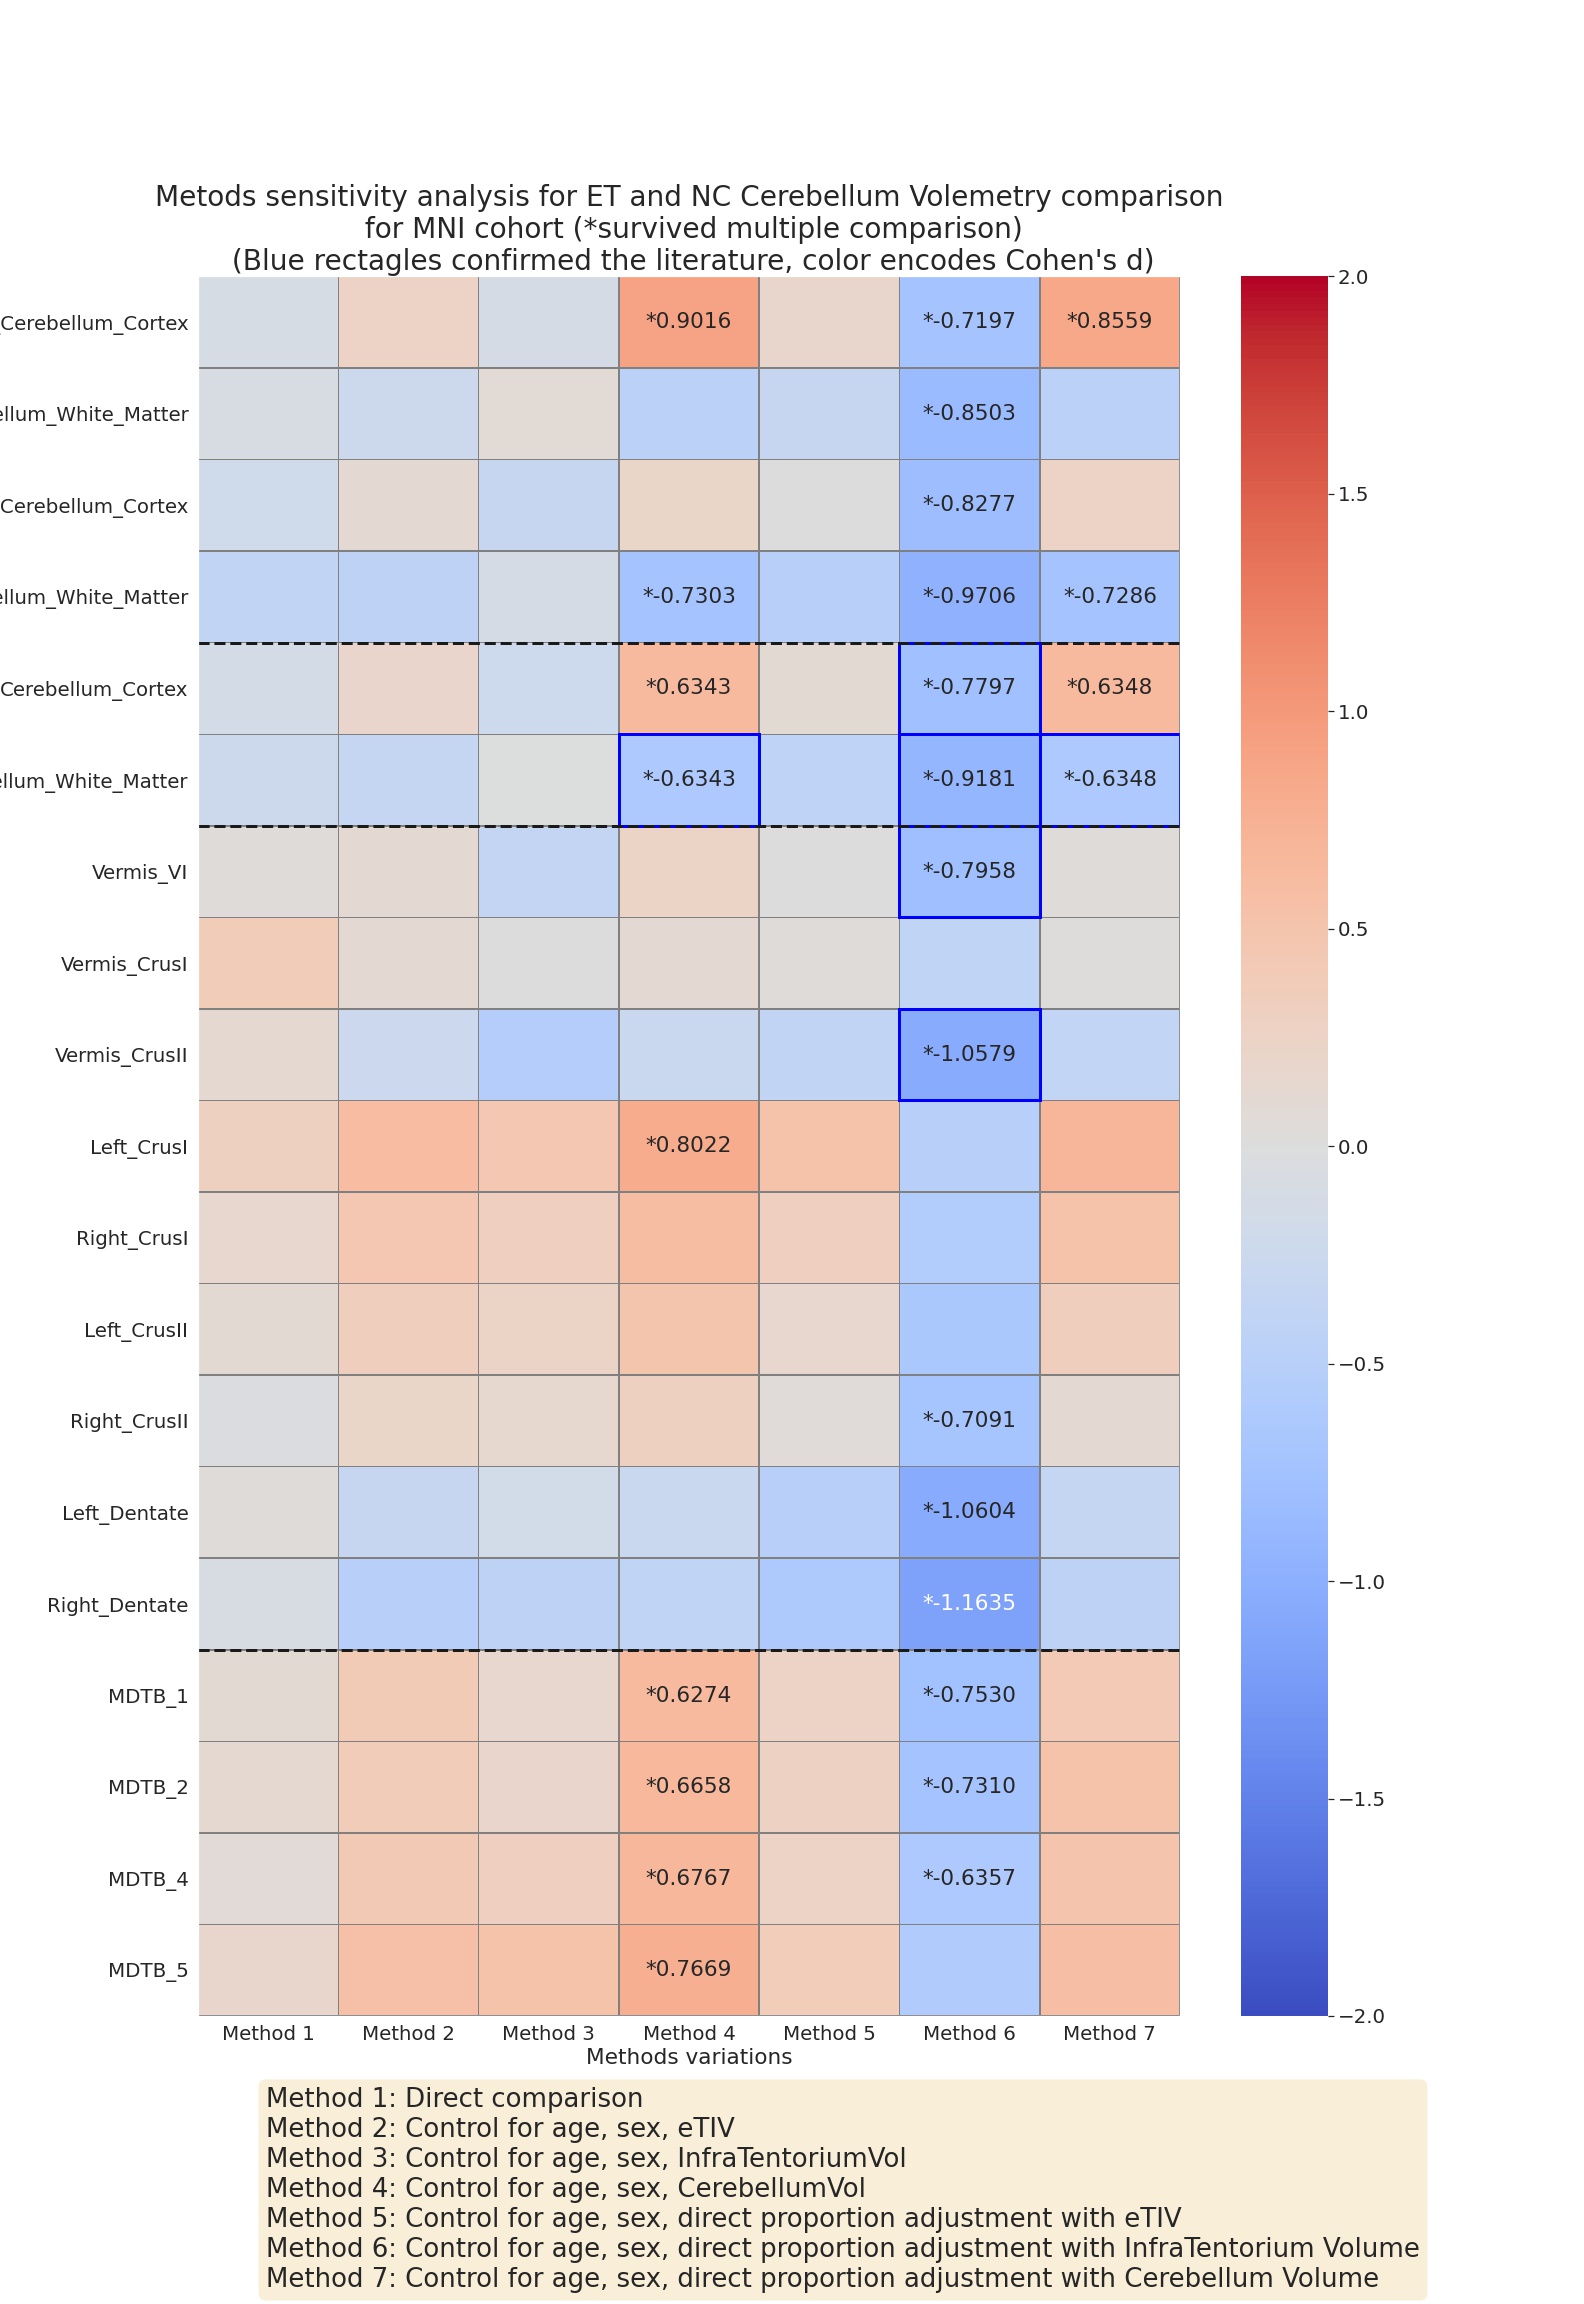 Metods sensitivity analysis for ET and NC Cerebellum Volemetry comparison
for MNI cohort (*survived multiple comparison)
(Blue rectagles confirmed the literature, color encodes Cohen's d)
Cerebellum_Cortex *0.9016 *-0.7197 *0.8559
ellum_White_Matter *-0.8503
Cerebellum_Cortex *-0.8277
ellum_White_Matter *-0.7303 *-0.9706 *-0.7286
Cerebellum_Cortex *0.6343 *-0.7797 *0.6348
ellum_White_Matter *-0.6343 *-0.9181 *-0.6348
Vermis_VI *-0.7958
Vermis_CrusI
Vermis_CrusII *-1.0579
Left_CrusI *0.8022
Right_CrusI
Left_CrusII
Right_CrusII *-0.7091
Left_Dentate *-1.0604
Right_Dentate *-1.1635
MDTB_1 *0.6274 *-0.7530
MDTB_2 *0.6658 *-0.7310
MDTB_4 *0.6767 *-0.6357
MDTB_5 *0.7669
Method 1 Method 2 Method 3 Method 4 Method 5 Method 6 Method 7
Methods variations
2.0
1.5
1.0
0.5
0.0
−0.5
−1.0
−1.5
−2.0
Method 1: Direct comparison
Method 2: Control for age, sex, eTIV
Method 3: Control for age, sex, InfraTentoriumVol
Method 4: Control for age, sex, CerebellumVol
Method 5: Control for age, sex, direct proportion adjustment with eTIV
Method 6: Control for age, sex, direct proportion adjustment with InfraTentorium Volume
Method 7: Control for age, sex, direct proportion adjustment with Cerebellum Volume